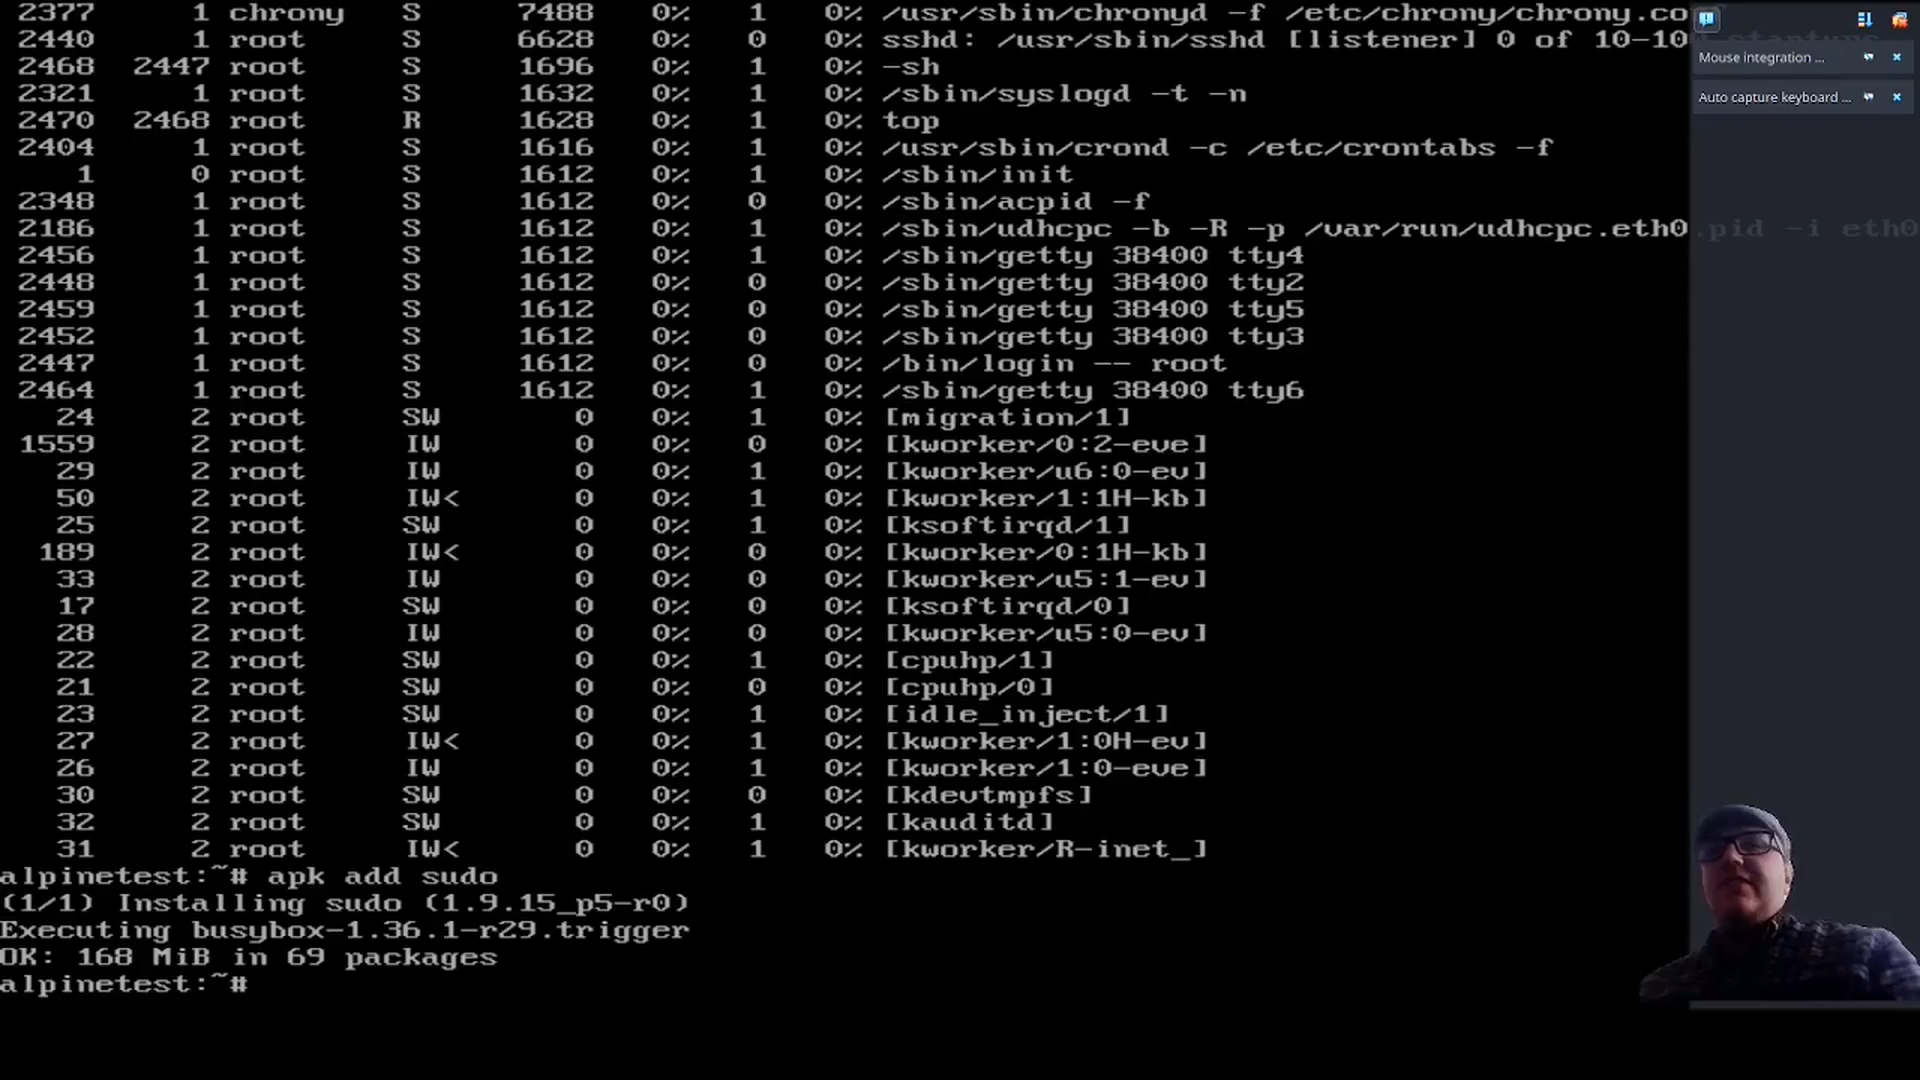 2377 1 chrony S 7488 0% 1 0% /usr/sbin/chronyd -f /etc/chrony/chrony.co
2440 1 root S 6628 0% 0 0% sshd: /usr/sbin/sshd [listener] 0 of 10-100 startups
Mouse integration ...
2468 2447 root S 1696 0% 1 0% -sh
2321 1 root S 1632 0% 1 0% /sbin/syslogd -t -n
Auto capture keyboard ...
2470 2468 root R 1628 0% 1 0% top
2404 1 root S 1616 0% 1 0% /usr/sbin/crond -c /etc/crontabs -f
1 0 root S 1612 0% 1 0% /sbin/init
2348 1 root S 1612 0% 0 0% /sbin/acpid -f
2186 1 root S 1612 0% 1 0% /sbin/udhcpc -b -R -p /var/run/udhcpc.eth0.pid -i eth0
2456 1 root S 1612 0% 1 0% /sbin/getty 38400 tty4
2448 1 root S 1612 0% 0 0% /sbin/getty 38400 tty2
2459 1 root S 1612 0% 0 0% /sbin/getty 38400 tty5
2452 1 root S 1612 0% 0 0% /sbin/getty 38400 tty3
2447 1 root S 1612 0% 0 0% /bin/login -- root
2464 1 root S 1612 0% 1 0% /sbin/getty 38400 tty6
24 2 root SW 0 0% 1 0% [migration/1]
1559 2 root IW 0 0% 0 0% [kworker/0:2-eve]
29 2 root IW 0 0% 1 0% [kworker/u6:0-ev]
50 2 root IW< 0 0% 1 0% [kworker/1:1H-kb]
25 2 root SW 0 0% 1 0% [ksoftirqd/1]
189 2 root IW< 0 0% 0 0% [kworker/0:1H-kb]
33 2 root IW 0 0% 0 0% [kworker/u5:1-ev]
17 2 root SW 0 0% 0 0% [ksoftirqd/0]
28 2 root IW 0 0% 0 0% [kworker/u5:0-ev]
22 2 root SW 0 0% 1 0% [cpuhp/1]
21 2 root SW 0 0% 0 0% [cpuhp/0]
23 2 root SW 0 0% 1 0% [idle_inject/1]
27 2 root IW< 0 0% 1 0% [kworker/1:0H-ev]
26 2 root IW 0 0% 1 0% [kworker/1:0-eve]
30 2 root SW 0 0% 0 0% [kdevtmpfs]
32 2 root SW 0 0% 1 0% [kauditd]
31 2 root IW< 0 0% 1 0% [kworker/R-inet_]
alpinetest:~# apk add sudo
(1/1) Installing sudo (1.9.15_p5-r0)
Executing busybox-1.36.1-r29.trigger
OK: 168 MiB in 69 packages
alpinetest:~#